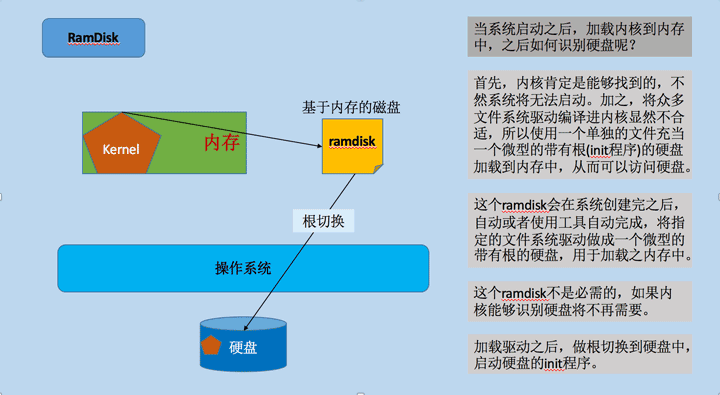 RamDisk
内存
Kernel
基于内存的磁盘
ramdisk
根切换
操作系统
硬盘
当系统启动之后，加载内核到内存
中，之后如何识别硬盘呢？
首先，内核肯定是能够找到的，不
然系统将无法启动。加之，将众多
文件系统驱动编译进内核显然不合
适，所以使用一个单独的文件充当
一个微型的带有根(init程序)的硬盘
加载到内存中，从而可以访问硬盘。
这个ramdisk会在系统创建完之后，
自动或者使用工具自动完成，将指
定的文件系统驱动做成一个微型的
带有根的硬盘，用于加载之内存中。
这个ramdisk不是必需的，如果内
核能够识别硬盘将不再需要。
加载驱动之后，做根切换到硬盘中，
启动硬盘的init程序。